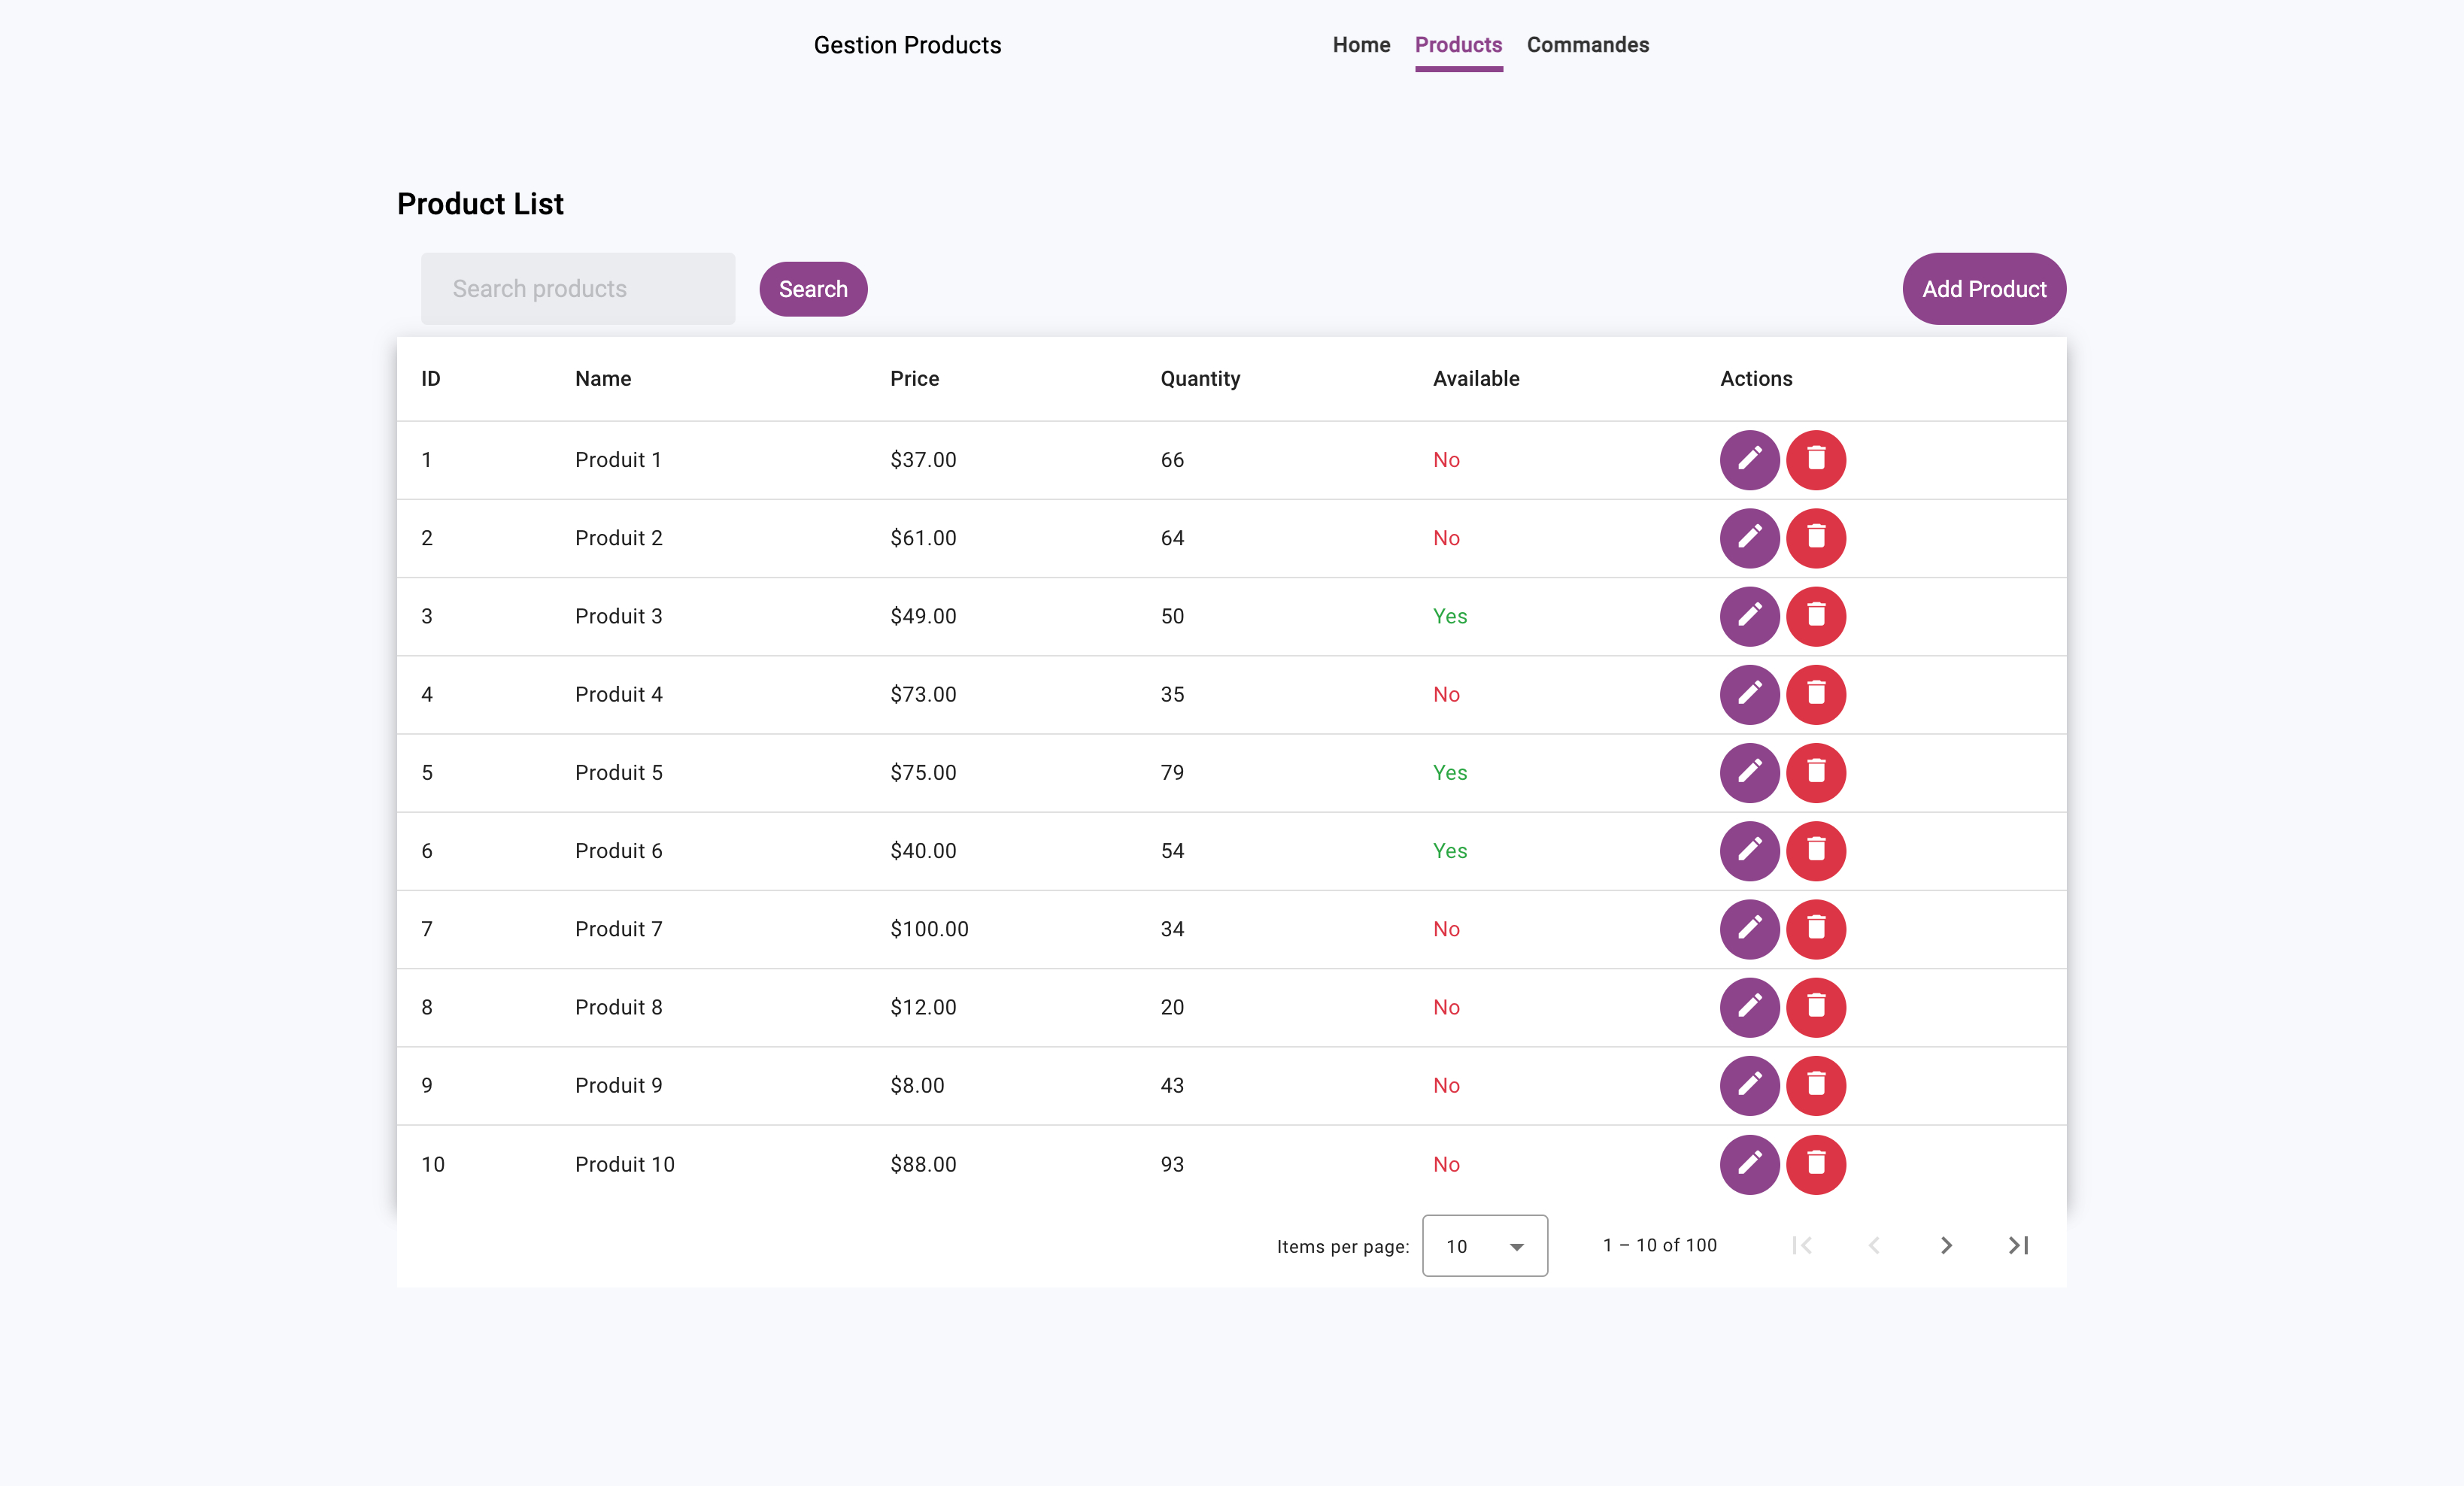 Gestion Products Home Products Commandes
Product List
Search products Search Add Product
ID Name Price Quantity Available Actions
1 Produit 1 $37.00 66 No
2 Produit 2 $61.00 64 No
3 Produit 3 $49.00 50 Yes
4 Produit 4 $73.00 35 No
5 Produit 5 $75.00 79 Yes
6 Produit 6 $40.00 54 Yes
7 Produit 7 $100.00 34 No
8 Produit 8 $12.00 20 No
9 Produit 9 $8.00 43 No
10 Produit 10 $88.00 93 No
Items per page: 10 1 – 10 of 100